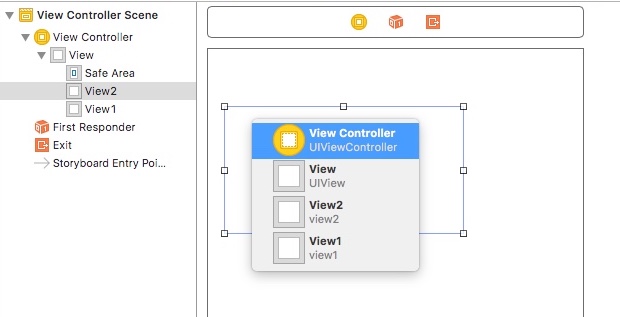 View Controller Scene
View Controller
View
Safe Area
View2
View1
First Responder
Exit
Storyboard Entry Poi...
View Controller
UIViewController
View
UIView
View2
view2
View1
view1